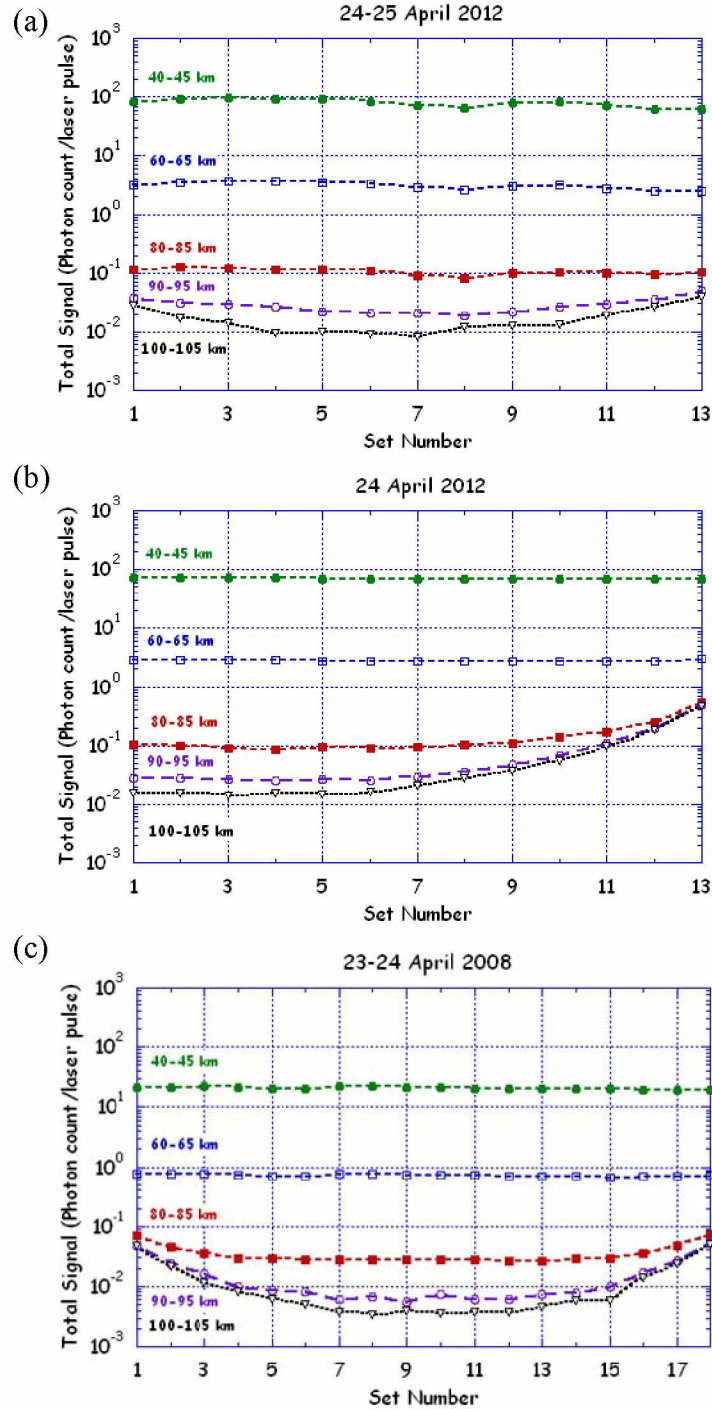 (a)
24-25 April 2012
Total Signal (Photon count /laser pulse)
10³
10²
10¹
10⁰
10⁻¹
10⁻²
10⁻³
40-45 km
60-65 km
80-85 km
90-95 km
100-105 km
1 3 5 7 9 11 13
Set Number
(b)
24 April 2012
Total Signal (Photon count/laser pulse)
10³
10²
10¹
10⁰
10⁻¹
10⁻²
10⁻³
40-45 km
60-65 km
80-85 km
90-95 km
100-105 km
1 3 5 7 9 11 13
Set Number
(c)
23-24 April 2008
Total Signal (Photon count/laser pulse)
10³
10²
10¹
10⁰
10⁻¹
10⁻²
10⁻³
40-45 km
60-65 km
80-85 km
90-95 km
100-105 km
1 3 5 7 9 11 13 15 17
Set Number